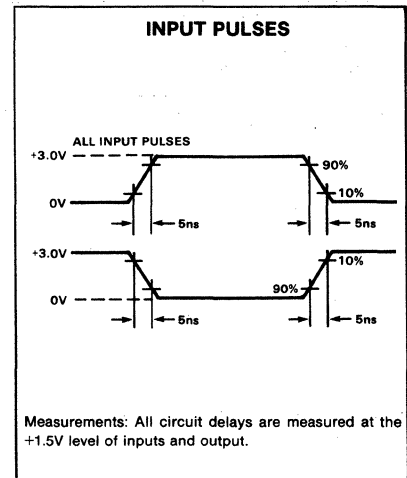 INPUT PULSES
ALL INPUT PULSES
+3.0V
90%
10%
0V
5ns
5ns
+3.0V
10%
90%
0V
5ns
5ns
Measurements: All circuit delays are measured at the
+1.5V level of inputs and output.